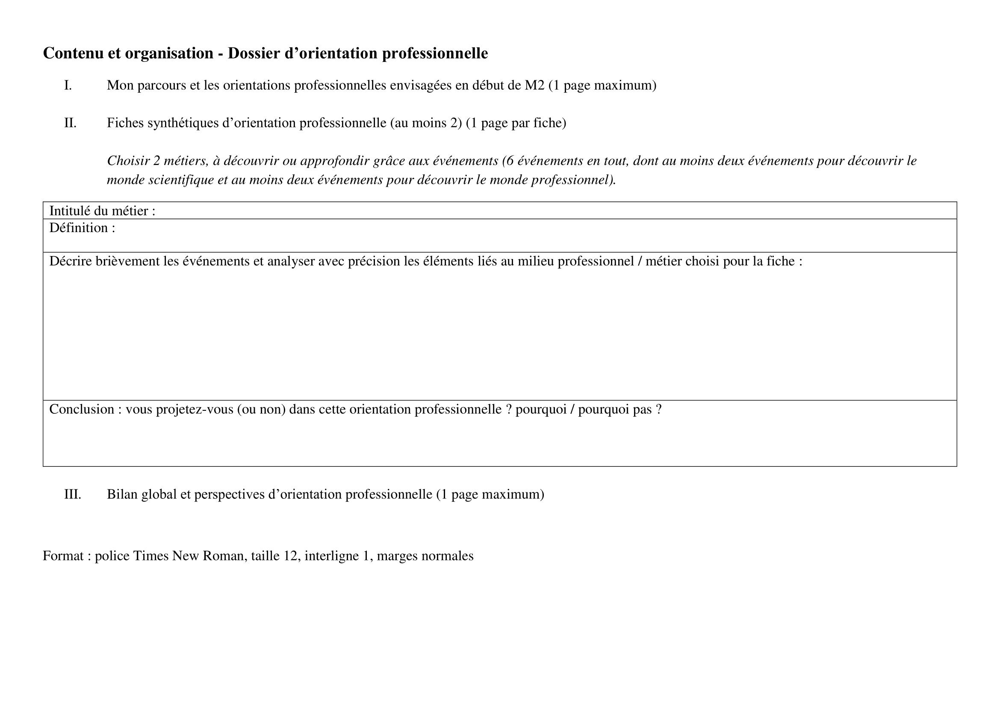 Contenu et organisation - Dossier d’orientation professionnelle
I. Mon parcours et les orientations professionnelles envisagées en début de M2 (1 page maximum)
II. Fiches synthétiques d’orientation professionnelle (au moins 2) (1 page par fiche)
Choisir 2 métiers, à découvrir ou approfondir grâce aux événements (6 événements en tout, dont au moins deux événements pour découvrir le
monde scientifique et au moins deux événements pour découvrir le monde professionnel).
Intitulé du métier :
Définition :
Décrire brièvement les événements et analyser avec précision les éléments liés au milieu professionnel / métier choisi pour la fiche :
Conclusion : vous projetez-vous (ou non) dans cette orientation professionnelle ? pourquoi / pourquoi pas ?
III. Bilan global et perspectives d’orientation professionnelle (1 page maximum)
Format : police Times New Roman, taille 12, interligne 1, marges normales